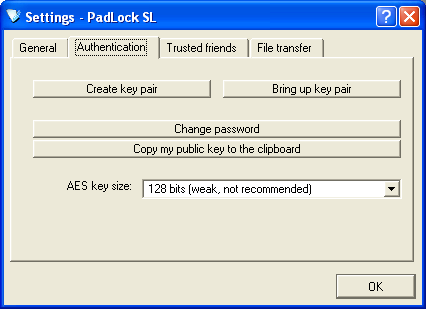 Settings - PadLock SL
General Authentication Trusted friends File transfer
Create key pair Bring up key pair
Change password
Copy my public key to the clipboard
AES key size: 128 bits (weak, not recommended)
OK